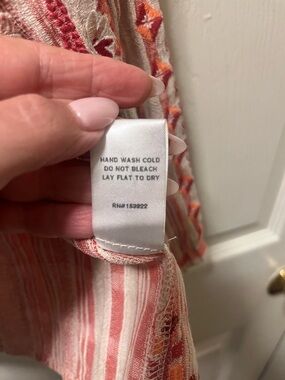 HAND WASH COLD
DO NOT BLEACH
LAY FLAT TO DRY
RN#153922